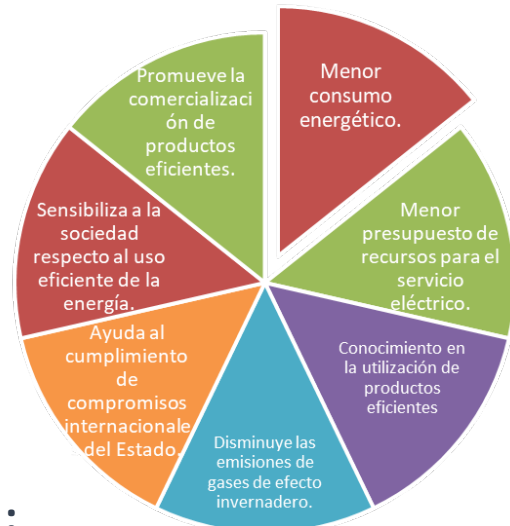 Menor
consumo
energético.
Menor
presupuesto de
recursos para el
servicio
eléctrico.
Conocimiento en
la utilización de
productos
eficientes
Disminuye las
emisiones de
gases de efecto
invernadero.
Ayuda al
cumplimiento
de
compromisos
internacionale
del Estado.
Sensibiliza a la
sociedad
respecto al uso
eficiente de la
energía.
Promueve la
comercializaci
ón de
productos
eficientes.